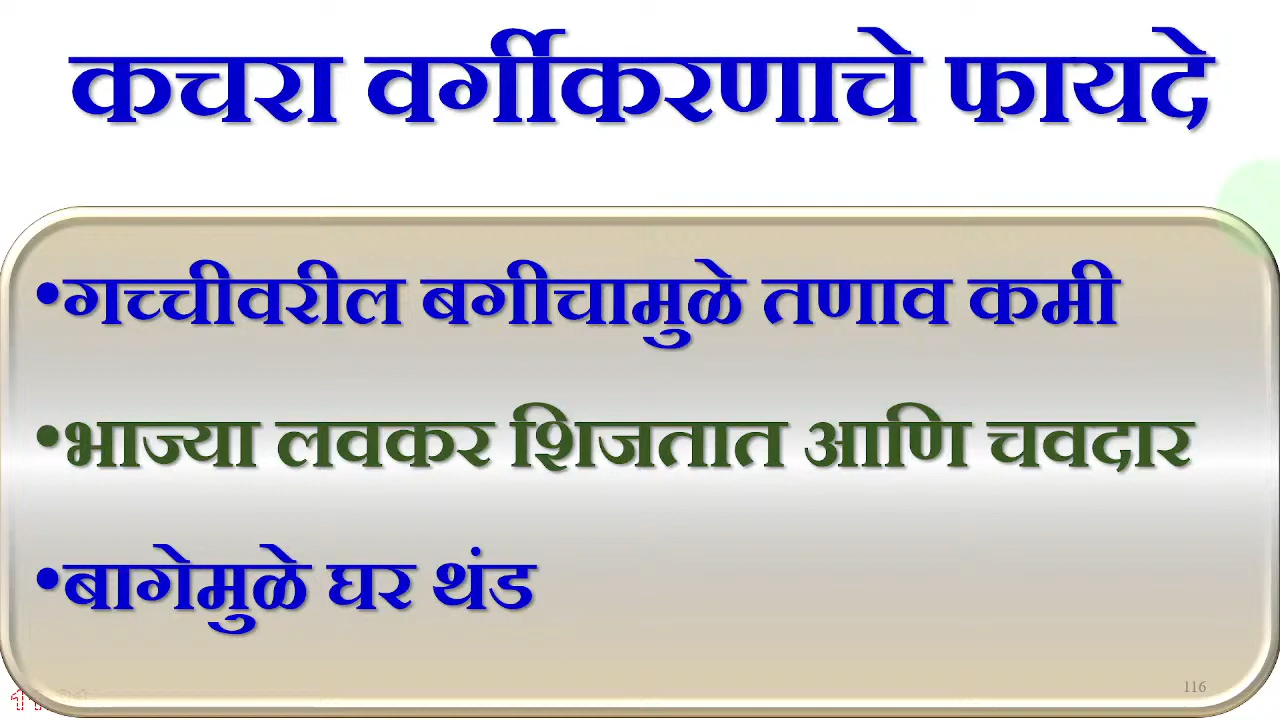 कचरा वर्गीकरणाचे फायदे
•गच्चीवरील बगीचामुळे तणाव कमी
•भाज्या लवकर शिजतात आणि चवदार
•बागेमुळे घर थंड
116